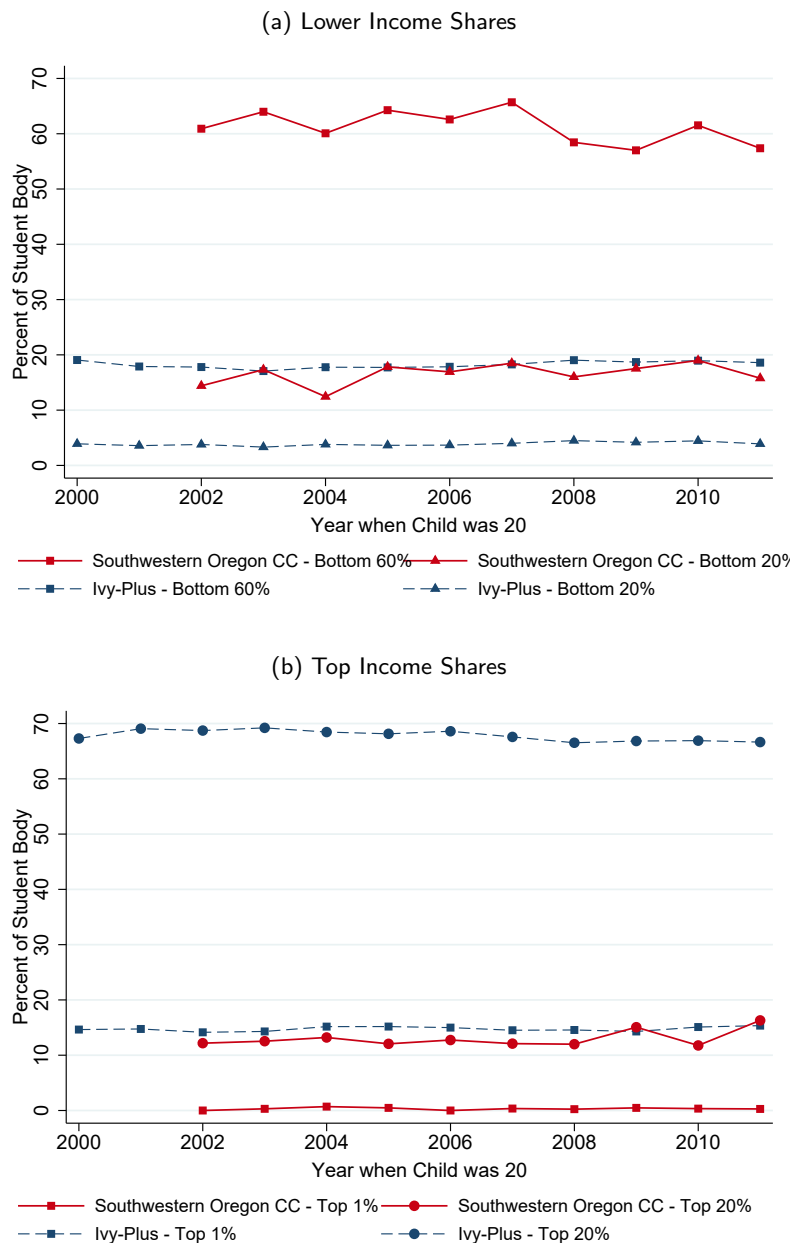 (a) Lower Income Shares
70
60
50
40
30
20
10
0
Percent of Student Body
2000 2002 2004 2006 2008 2010
Year when Child was 20
Southwestern Oregon CC - Bottom 60% Southwestern Oregon CC - Bottom 20%
Ivy-Plus - Bottom 60% Ivy-Plus - Bottom 20%
(b) Top Income Shares
70
60
50
40
30
20
10
0
Percent of Student Body
2000 2002 2004 2006 2008 2010
Year when Child was 20
Southwestern Oregon CC - Top 1% Southwestern Oregon CC - Top 20%
Ivy-Plus - Top 1% Ivy-Plus - Top 20%